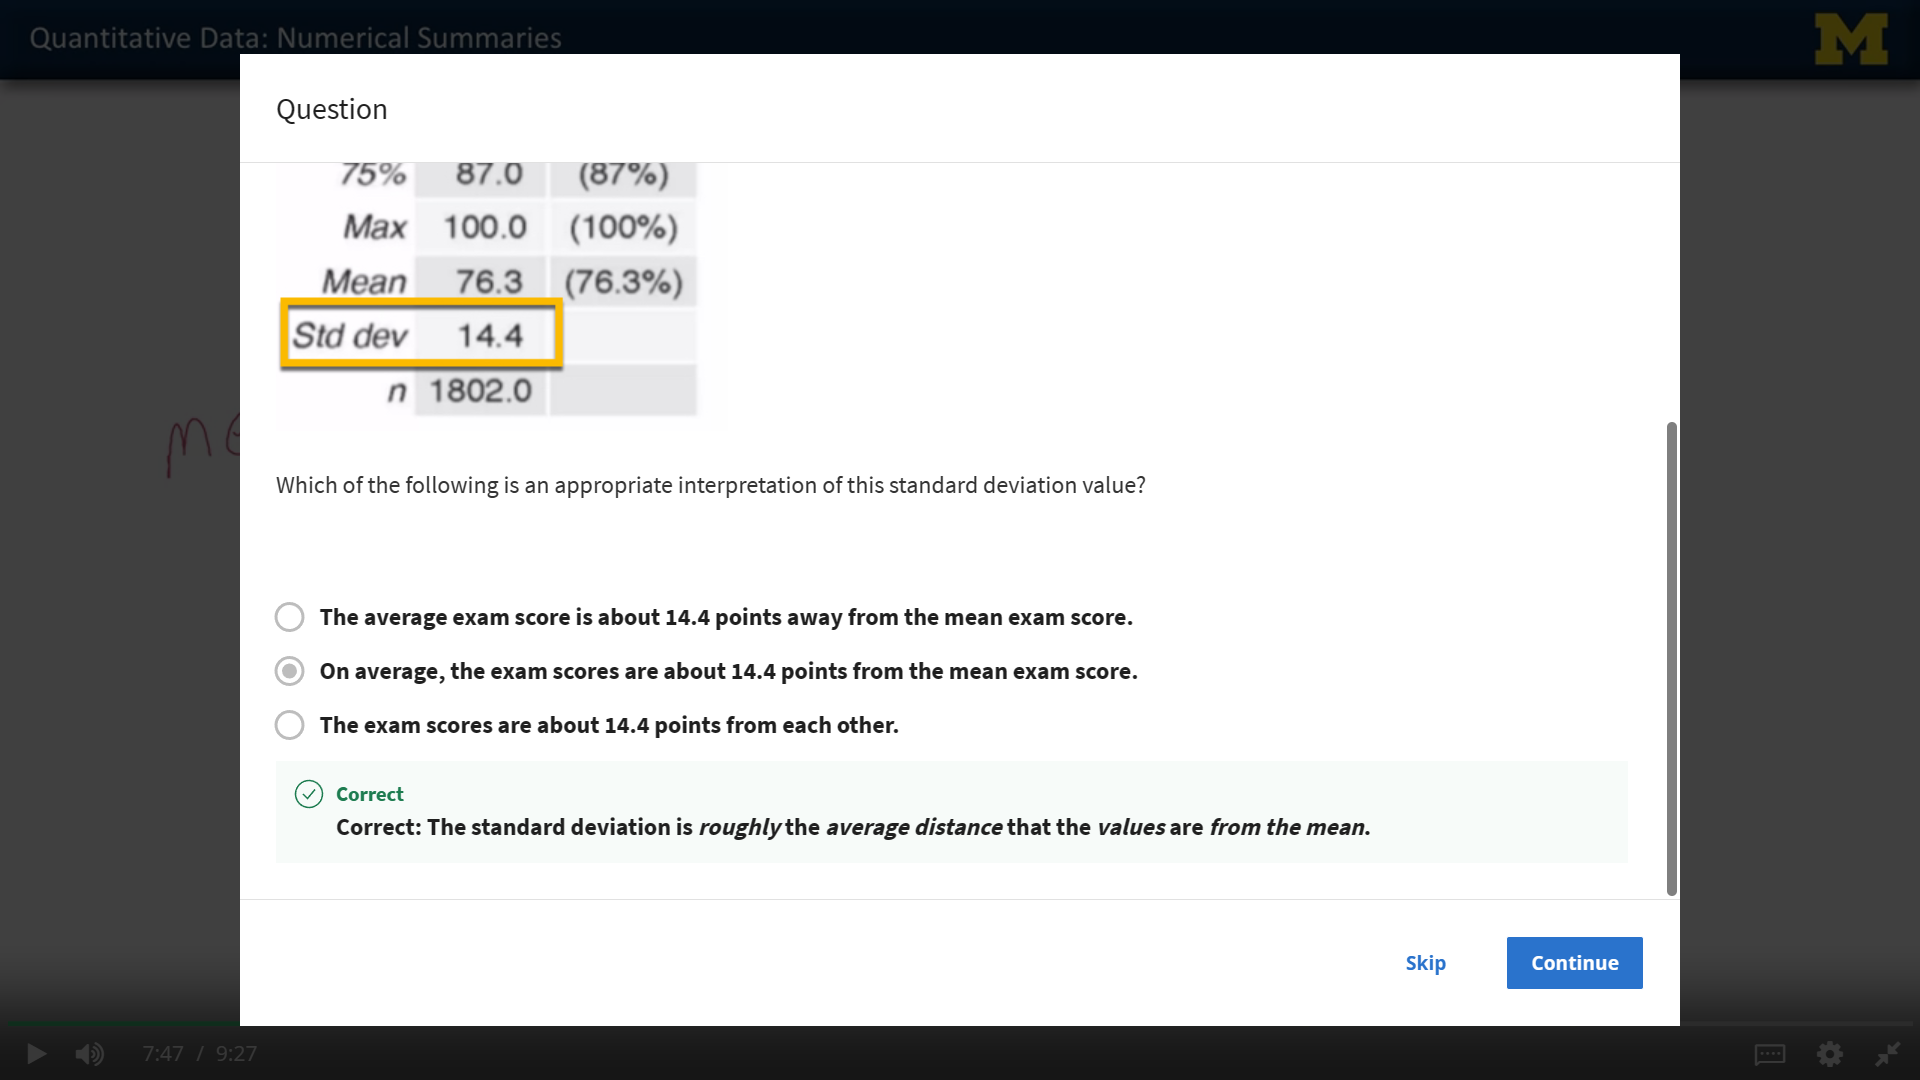 Quantitative Data: Numerical Summaries
M
Question
75% 87.0 (87%)
Max 100.0 (100%)
Mean 76.3 (76.3%)
Std dev 14.4
n 1802.0
Which of the following is an appropriate interpretation of this standard deviation value?
The average exam score is about 14.4 points away from the mean exam score.
On average, the exam scores are about 14.4 points from the mean exam score.
The exam scores are about 14.4 points from each other.
Correct
Correct: The standard deviation is roughly the average distance that the values are from the mean.
Skip
Continue
7:47 / 9:27